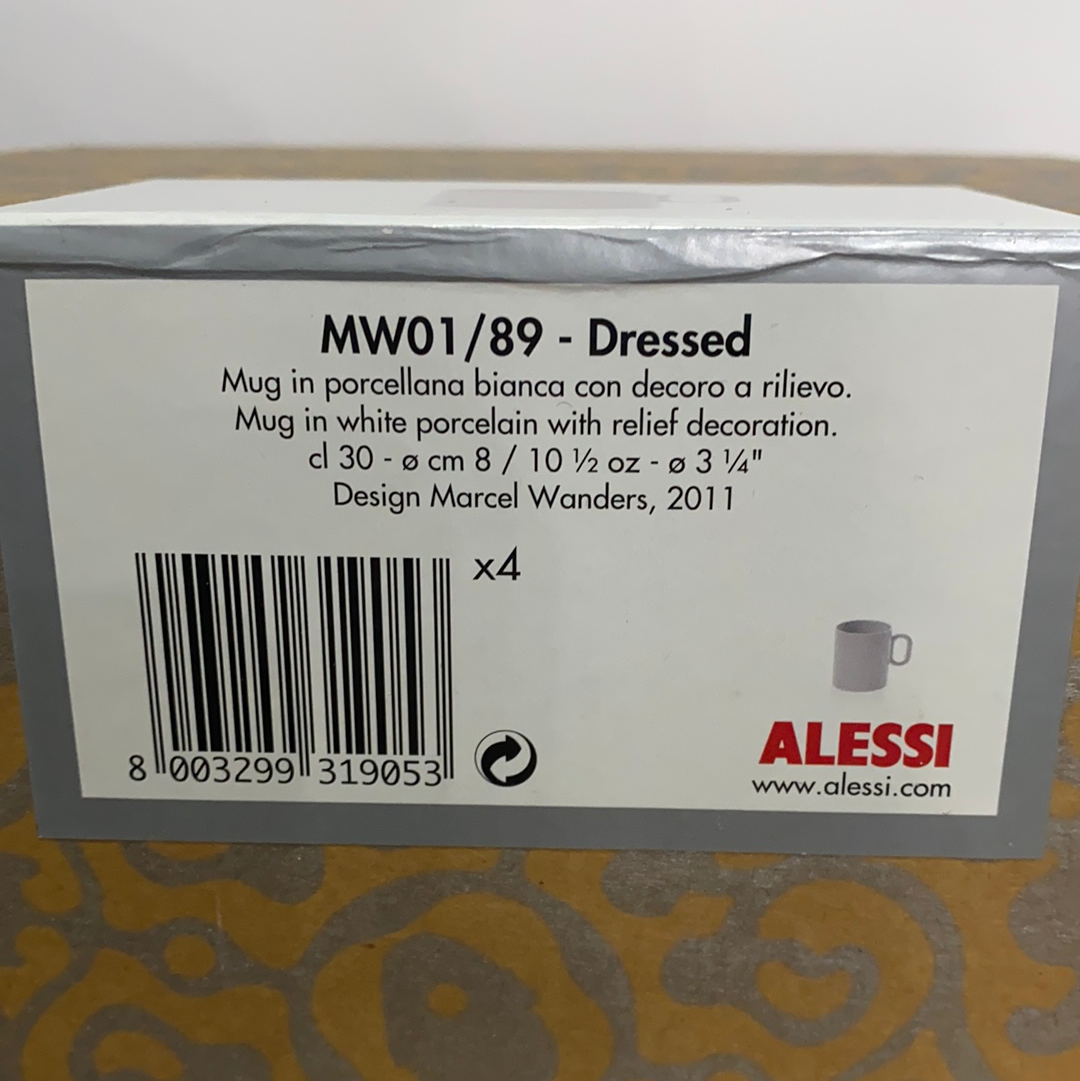 MW01/89 - Dressed
Mug in porcellana bianca con decoro a rilievo.
Mug in white porcelain with relief decoration.
cl 30 - ø cm 8 / 10 ½ oz - ø 3 ¼"
Design Marcel Wanders, 2011
x4
8 003299 319053
ALESSI
www.alessi.com